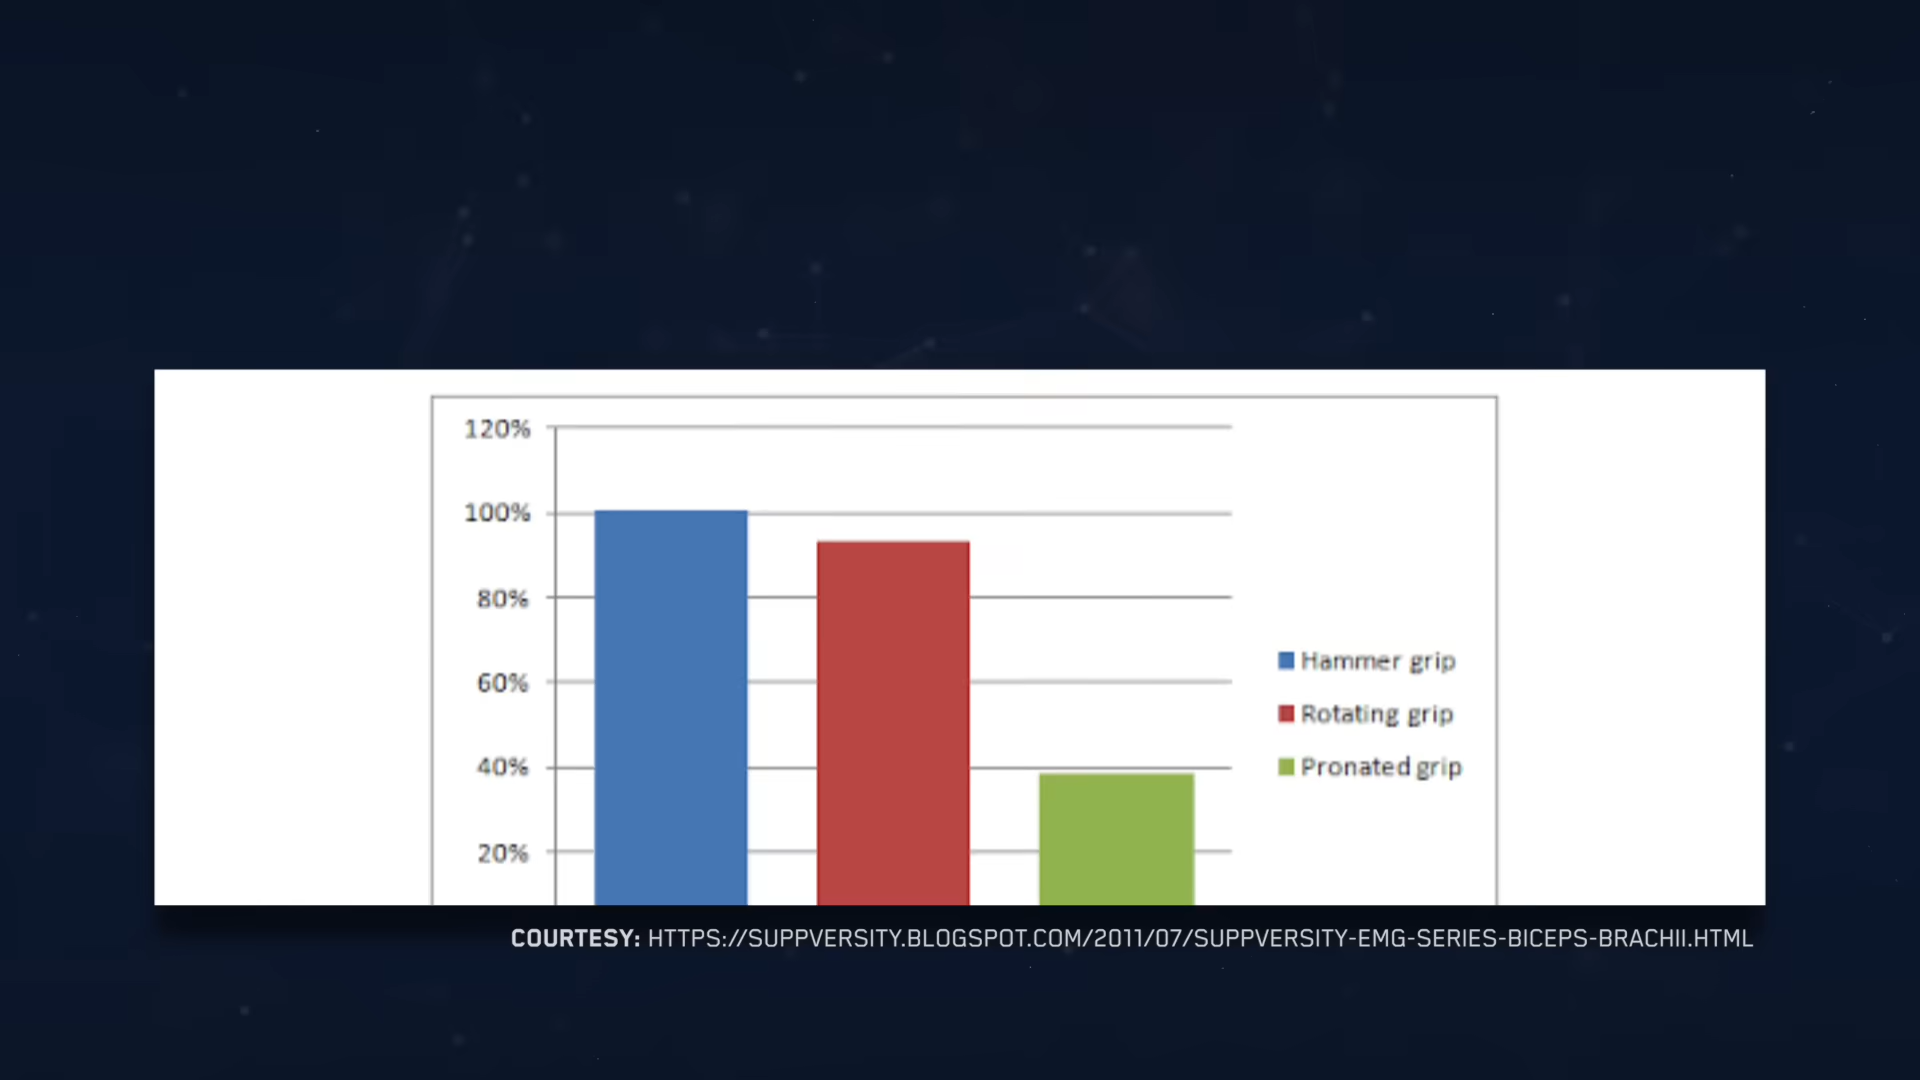 120%
100%
80%
60%
40%
20%
Hammer grip
Rotating grip
Pronated grip
COURTESY: HTTPS://SUPPVERSITY.BLOGSPOT.COM/2011/07/SUPPVERSITY-EMG-SERIES-BICEPS-BRACHII.HTML